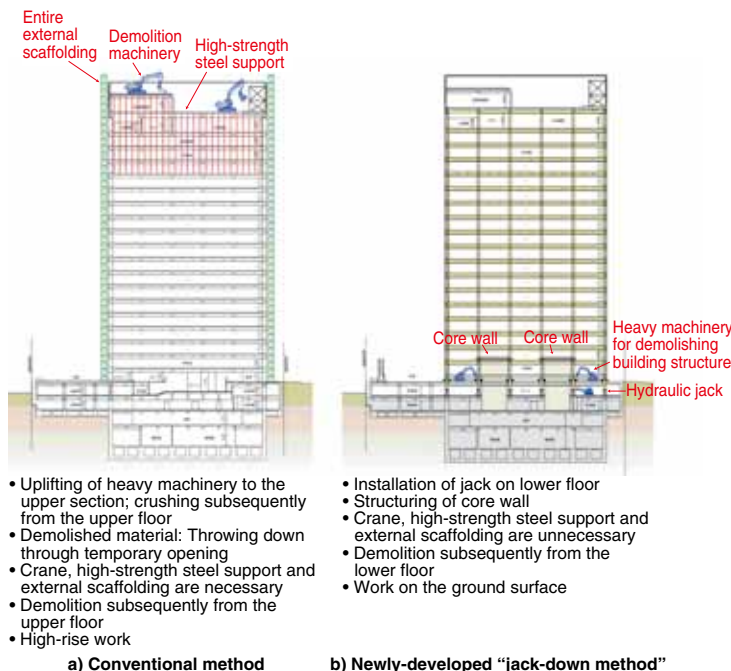 Entire
external
scaffolding
Demolition
machinery
High-strength
steel support
Core wall
Core wall
Heavy machinery
for demolishing
building structure
Hydraulic jack
• Uplifting of heavy machinery to the
upper section; crushing subsequently
from the upper floor
• Demolished material: Throwing down
through temporary opening
• Crane, high-strength steel support and
external scaffolding are necessary
• Demolition subsequently from the
upper floor
• High-rise work
a) Conventional method
• Installation of jack on lower floor
• Structuring of core wall
• Crane, high-strength steel support and
external scaffolding are unnecessary
• Demolition subsequently from the
lower floor
• Work on the ground surface
b) Newly-developed “jack-down method”